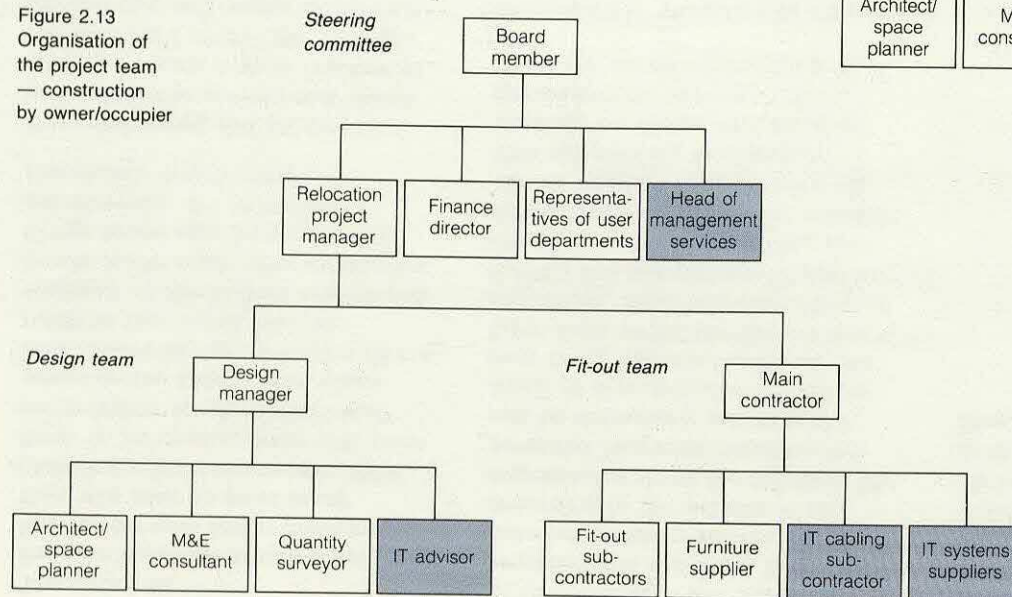 Figure 2.13
Organisation of
the project team
— construction
by owner/occupier
Steering
committee
Board
member
Architect/
space
planner
Relocation
project
manager
Finance
director
Representa-
tives of user
departments
Head of
management
services
Design team
Design
manager
Fit-out team
Main
contractor
Architect/
space
planner
M&E
consultant
Quantity
surveyor
IT advisor
Fit-out
sub-
contractors
Furniture
supplier
IT cabling
sub-
contractor
IT systems
suppliers